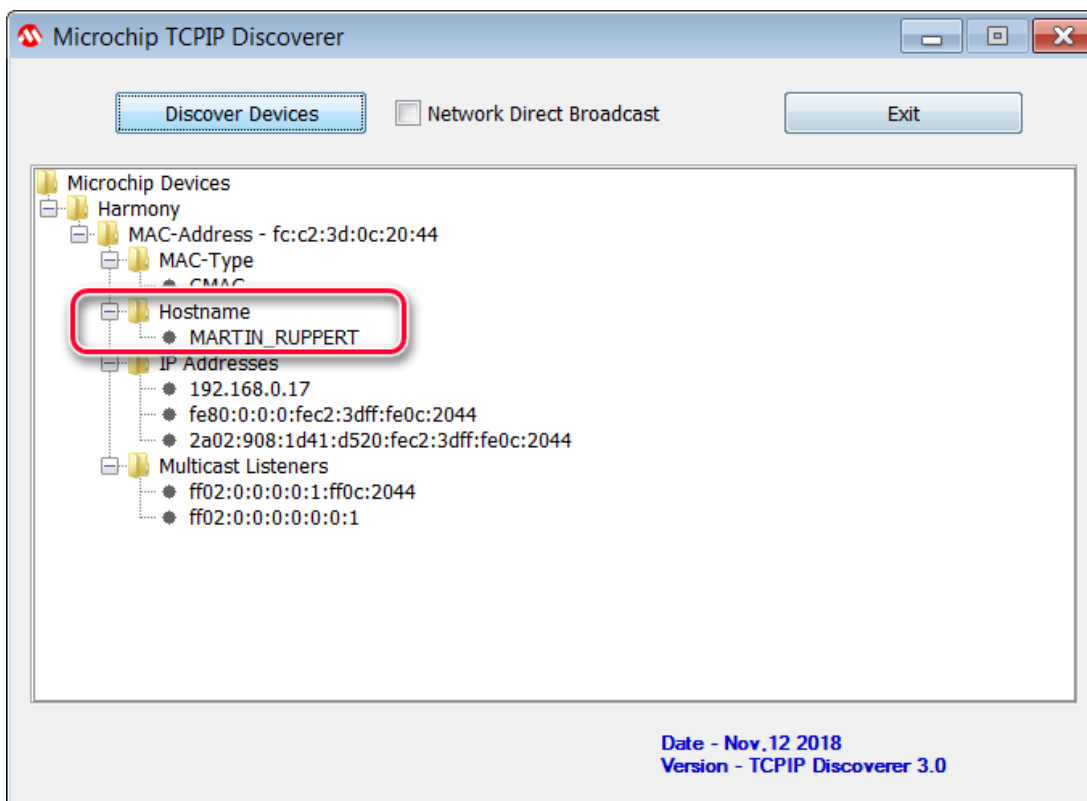 Microchip TCPIP Discoverer
Discover Devices Network Direct Broadcast Exit
Microchip Devices
Harmony
MAC-Address - fc:c2:3d:0c:20:44
MAC-Type
GMAC
Hostname
MARTIN_RUPPERT
IP Addresses
192.168.0.17
fe80:0:0:0:fec2:3dff:fe0c:2044
2a02:908:1d41:d520:fec2:3dff:fe0c:2044
Multicast Listeners
ff02:0:0:0:0:1:ff0c:2044
ff02:0:0:0:0:0:0:1
Date - Nov,12 2018
Version - TCPIP Discoverer 3.0